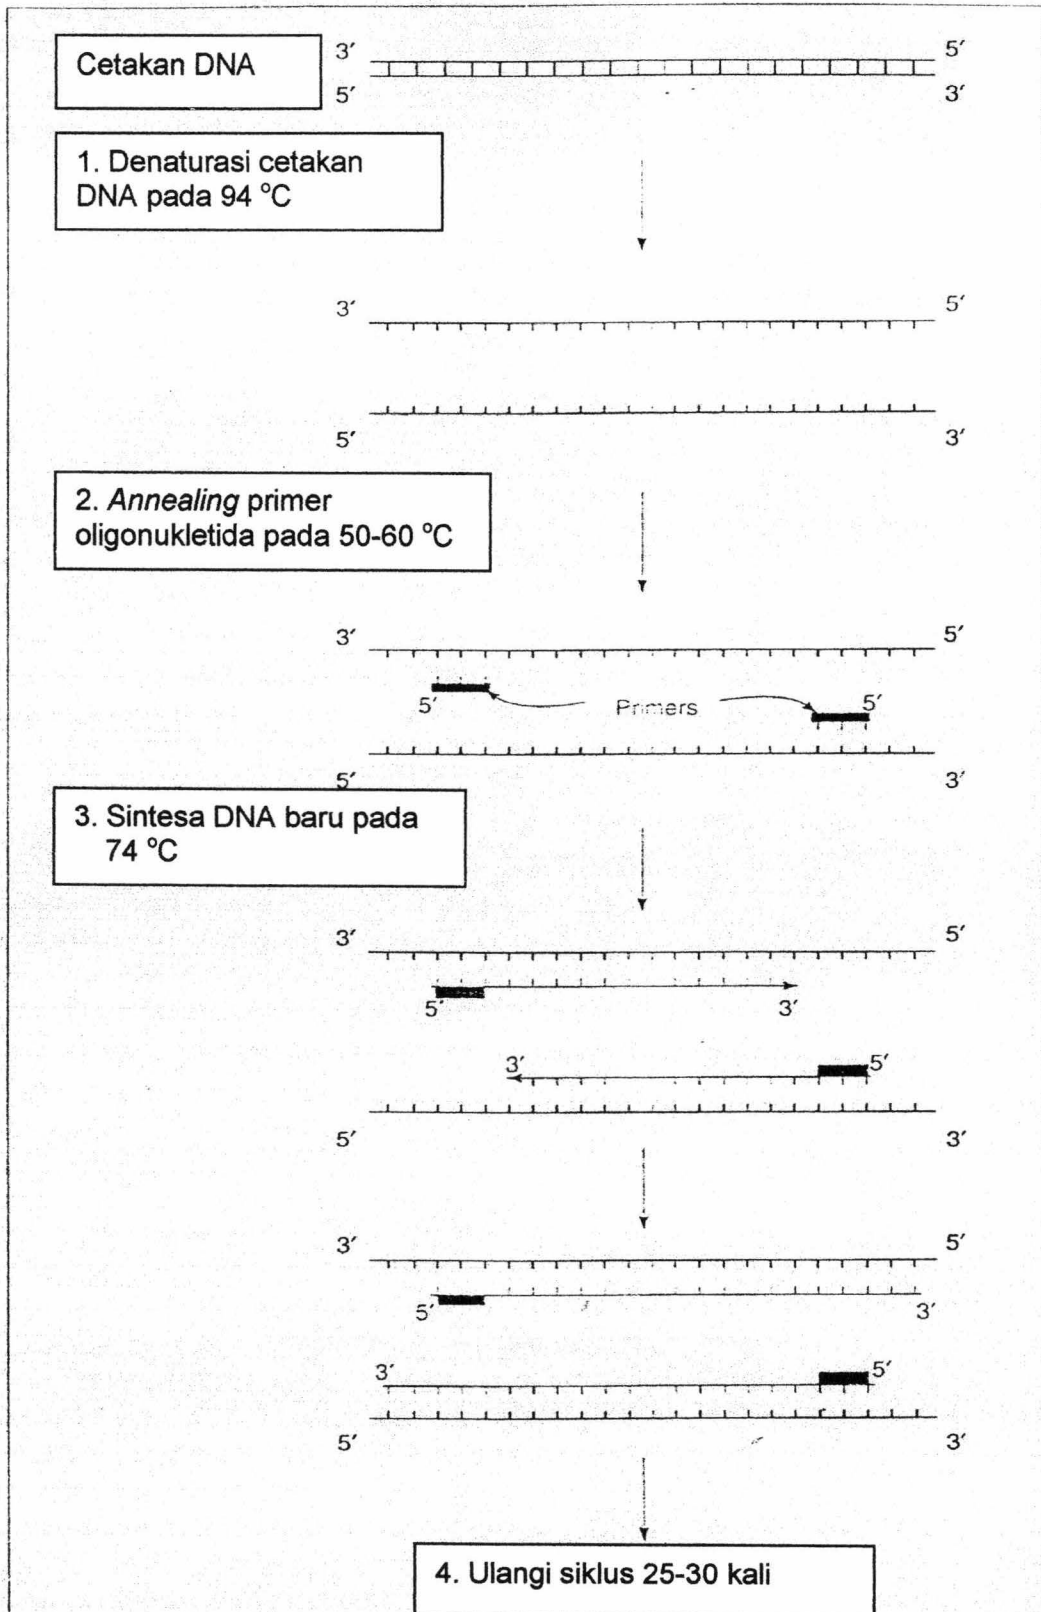 Cetakan DNA
3′ 5′
5′ 3′
1. Denaturasi cetakan
DNA pada 94 °C
3′ 5′
5′ 3′
2. Annealing primer
oligonukletida pada 50-60 °C
3′ 5′
5′ Primers 5′
5′ 3′
3. Sintesa DNA baru pada
74 °C
3′ 5′
5′ 3′
3′ 5′
5′ 3′
3′ 5′
5′ 3′
3′ 5′
5′ 3′
4. Ulangi siklus 25-30 kali